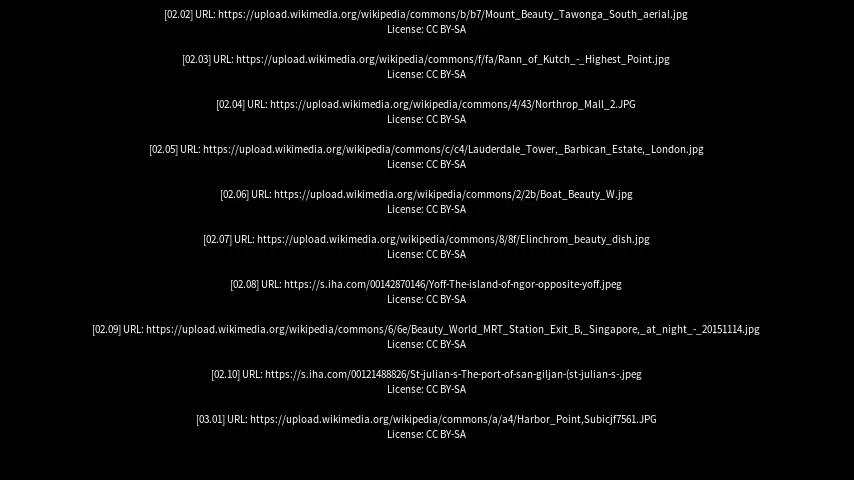 [02.02] URL: https://upload.wikimedia.org/wikipedia/commons/b/b7/Mount_Beauty_Tawonga_South_aerial.jpg
License: CC BY-SA
[02.03] URL: https://upload.wikimedia.org/wikipedia/commons/f/fa/Rann_of_Kutch_-_Highest_Point.jpg
License: CC BY-SA
[02.04] URL: https://upload.wikimedia.org/wikipedia/commons/4/43/Northrop_Mall_2.JPG
License: CC BY-SA
[02.05] URL: https://upload.wikimedia.org/wikipedia/commons/c/c4/Lauderdale_Tower,_Barbican_Estate,_London.jpg
License: CC BY-SA
[02.06] URL: https://upload.wikimedia.org/wikipedia/commons/2/2b/Boat_Beauty_W.jpg
License: CC BY-SA
[02.07] URL: https://upload.wikimedia.org/wikipedia/commons/8/8f/Elinchrom_beauty_dish.jpg
License: CC BY-SA
[02.08] URL: https://s.iha.com/00142870146/Yoff-The-island-of-ngor-opposite-yoff.jpeg
License: CC BY-SA
[02.09] URL: https://upload.wikimedia.org/wikipedia/commons/6/6e/Beauty_World_MRT_Station_Exit_B,_Singapore,_at_night_-_20151114.jpg
License: CC BY-SA
[02.10] URL: https://s.iha.com/00121488826/St-julian-s-The-port-of-san-giljan-(st-julian-s-.jpeg
License: CC BY-SA
[03.01] URL: https://upload.wikimedia.org/wikipedia/commons/a/a4/Harbor_Point,Subicjf7561.JPG
License: CC BY-SA